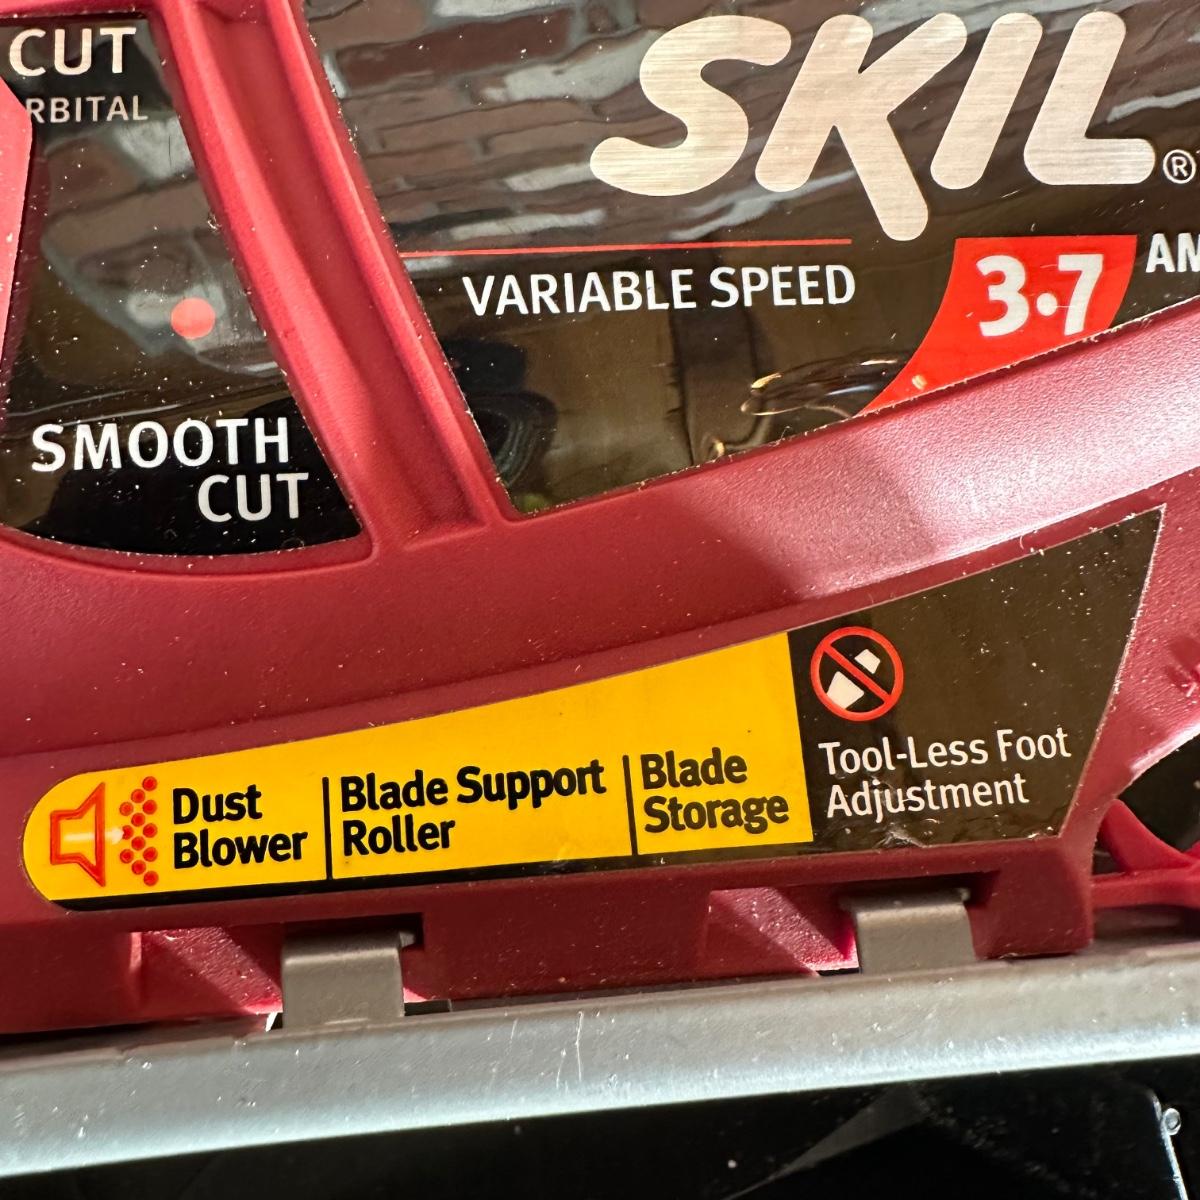 CUT
RBITAL
SKIL®
VARIABLE SPEED
3.7 AM
SMOOTH
CUT
Dust
Blower
Blade Support
Roller
Blade
Storage
Tool-Less Foot
Adjustment